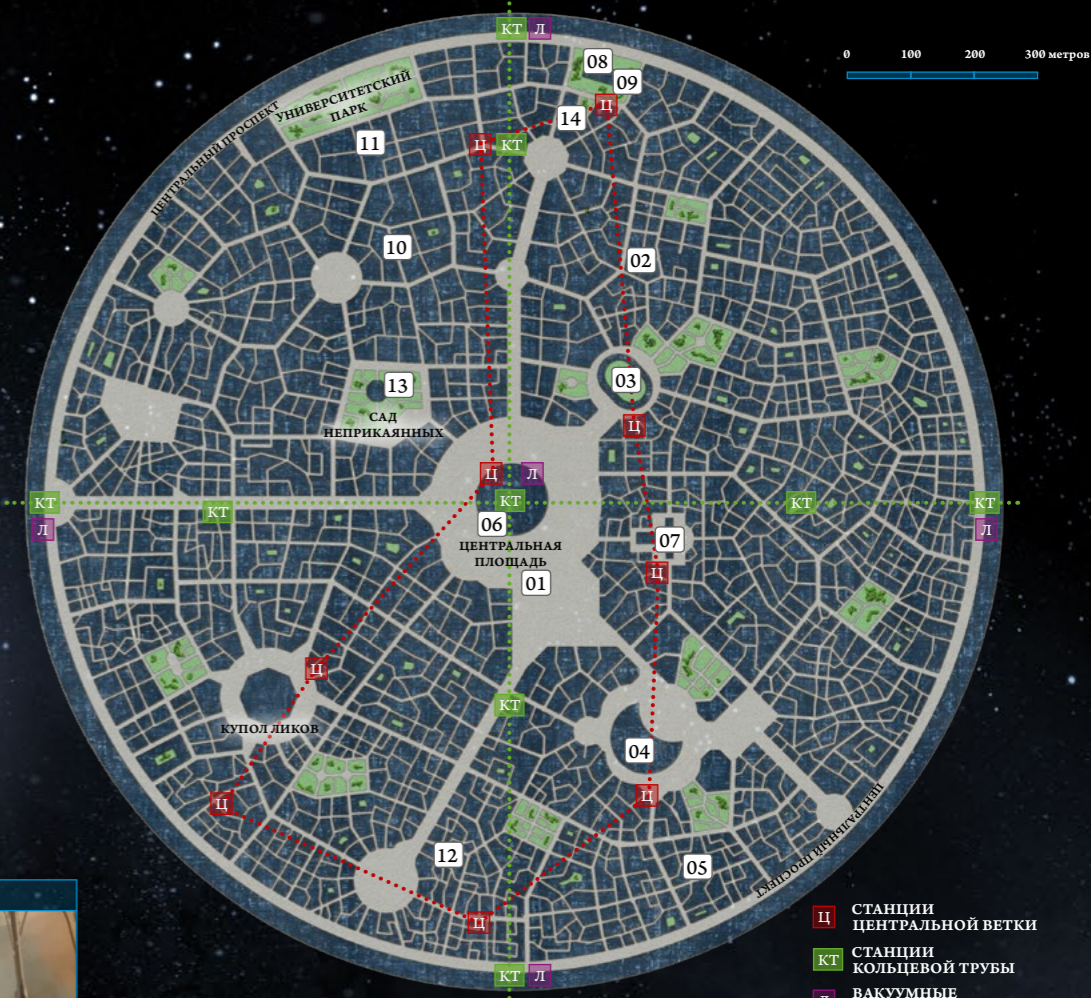 КТ Л
08
09
0 100 200 300 метров
УНИВЕРСИТЕТСКИЙ
ПАРК
Ц
14
11
Ц КТ
ЦЕНТРАЛЬНЫЙ ПРОСПЕКТ
10
02
03
13
САД
НЕПРИКАЯННЫХ
Ц
Ц Л
КТ
КТ
КТ
КТ
КТ
Л
Л
06
07
ЦЕНТРАЛЬНАЯ
ПЛОЩАДЬ
01
Ц
Ц
КТ
КУПОЛ ЛИКОВ
04
Ц
Ц
ЦЕНТРАЛЬНЫЙ ПРОСПЕКТ
12
05
Ц
КТ Л
Ц СТАНЦИИ
ЦЕНТРАЛЬНОЙ ВЕТКИ
КТ СТАНЦИИ
КОЛЬЦЕВОЙ ТРУБЫ
Л ВАКУУМНЫЕ